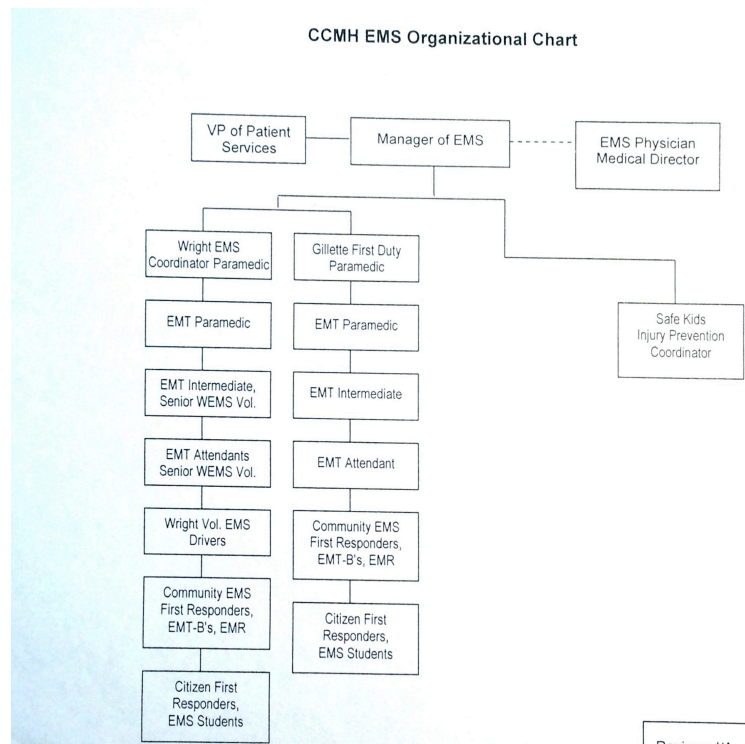 CCMH EMS Organizational Chart
VP of Patient
Services
Manager of EMS
EMS Physician
Medical Director
Wright EMS
Coordinator Paramedic
Gillette First Duty
Paramedic
EMT Paramedic
EMT Paramedic
Safe Kids
Injury Prevention
Coordinator
EMT Intermediate,
Senior WEMS Vol.
EMT Intermediate
EMT Attendants
Senior WEMS Vol.
EMT Attendant
Wright Vol. EMS
Drivers
Community EMS
First Responders,
EMT-B's, EMR
Community EMS
First Responders,
EMT-B's, EMR
Citizen First
Responders,
EMS Students
Citizen First
Responders,
EMS Students